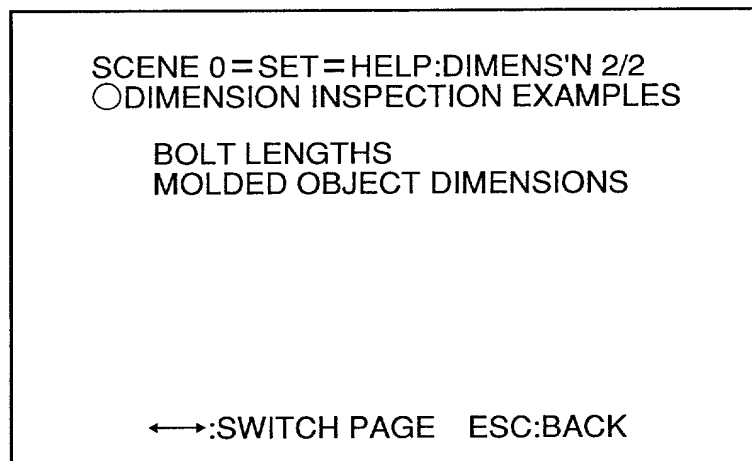 SCENE 0=SET=HELP:DIMENS'N 2/2
○DIMENSION INSPECTION EXAMPLES
BOLT LENGTHS
MOLDED OBJECT DIMENSIONS
←→:SWITCH PAGE ESC:BACK